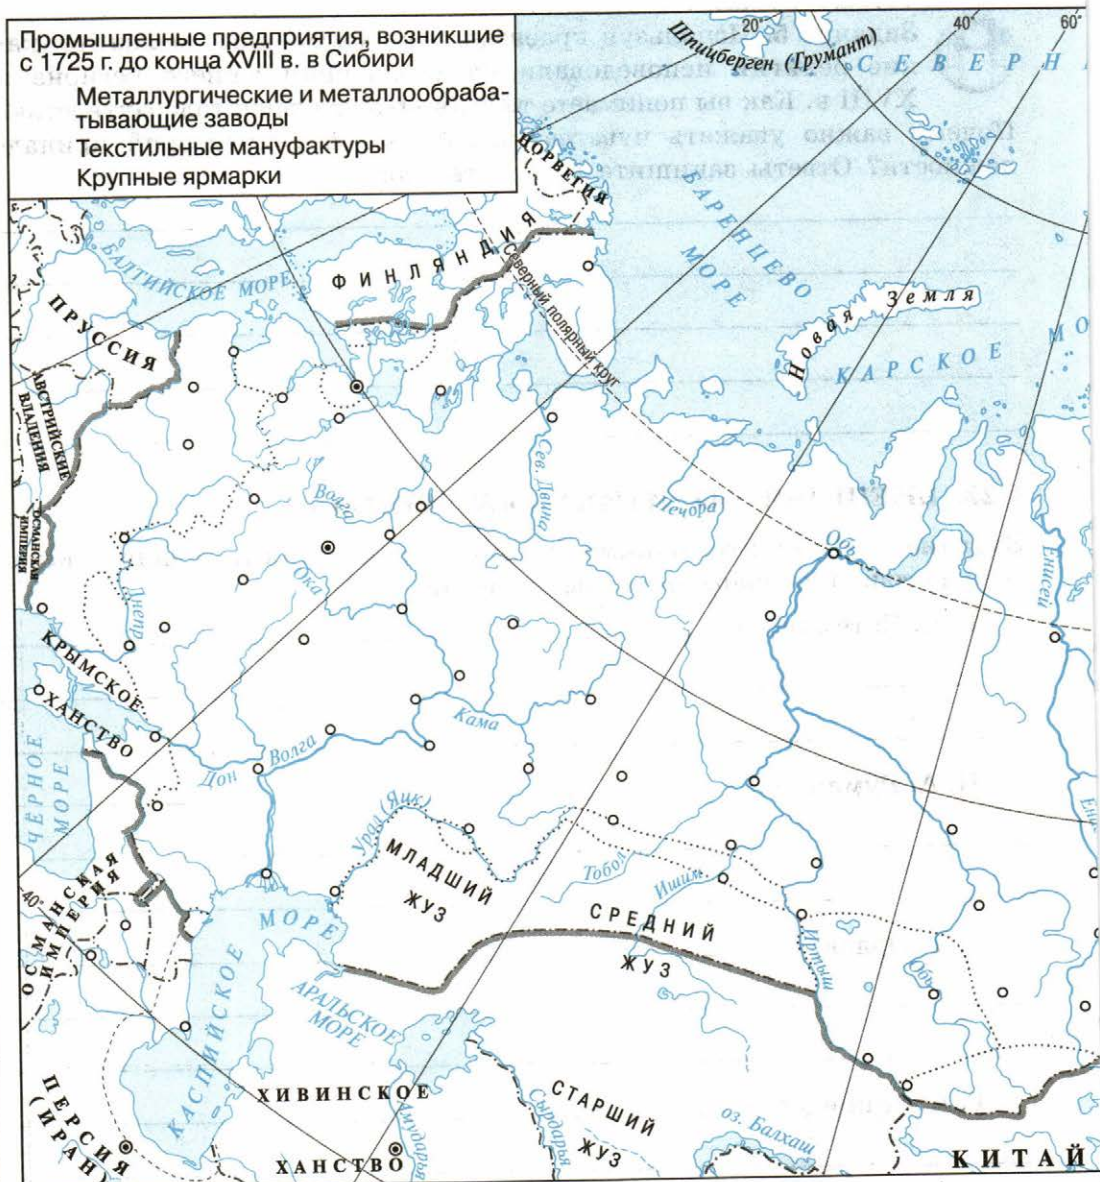 Промышленные предприятия, возникшие
с 1725 г. до конца XVIII в. в Сибири
Металлургические и металлообраба-
тывающие заводы
Текстильные мануфактуры
Крупные ярмарки
20°
40°
60°
Шпицберген (Грумант)
С Е В Е Р Н
НОРВЕГИЯ
БАРЕНЦЕВО
МОРЕ
ФИНЛЯНДИЯ
БАЛТИЙСКОЕ МОРЕ
Северный полярный круг
Новая Земля
КАРСКОЕ
МО
ПРУССИЯ
АВСТРИЙСКИЕ
ВЛАДЕНИЯ
ОСМАНСКАЯ
ИМПЕРИЯ
Волга
Сев. Двина
Печора
Обь
Енисей
Ока
Днепр
КРЫМСКОЕ
ХАНСТВО
ЧЁРНОЕ
МОРЕ
Дон
Волга
Кама
Урал (Яик)
МЛАДШИЙ
ЖУЗ
Тобол
Ишим
СРЕДНИЙ
ЖУЗ
Иртыш
Обь
Ени
40°
ОСМАНСКАЯ
ИМПЕРИЯ
КАСПИЙСКОЕ
МОРЕ
АРАЛЬСКОЕ
МОРЕ
ПЕРСИЯ
(ИРАН)
ХИВИНСКОЕ
ХАНСТВО
Амударья
Сырдарья
СТАРШИЙ
ЖУЗ
оз. Балхаш
КИТАЙ